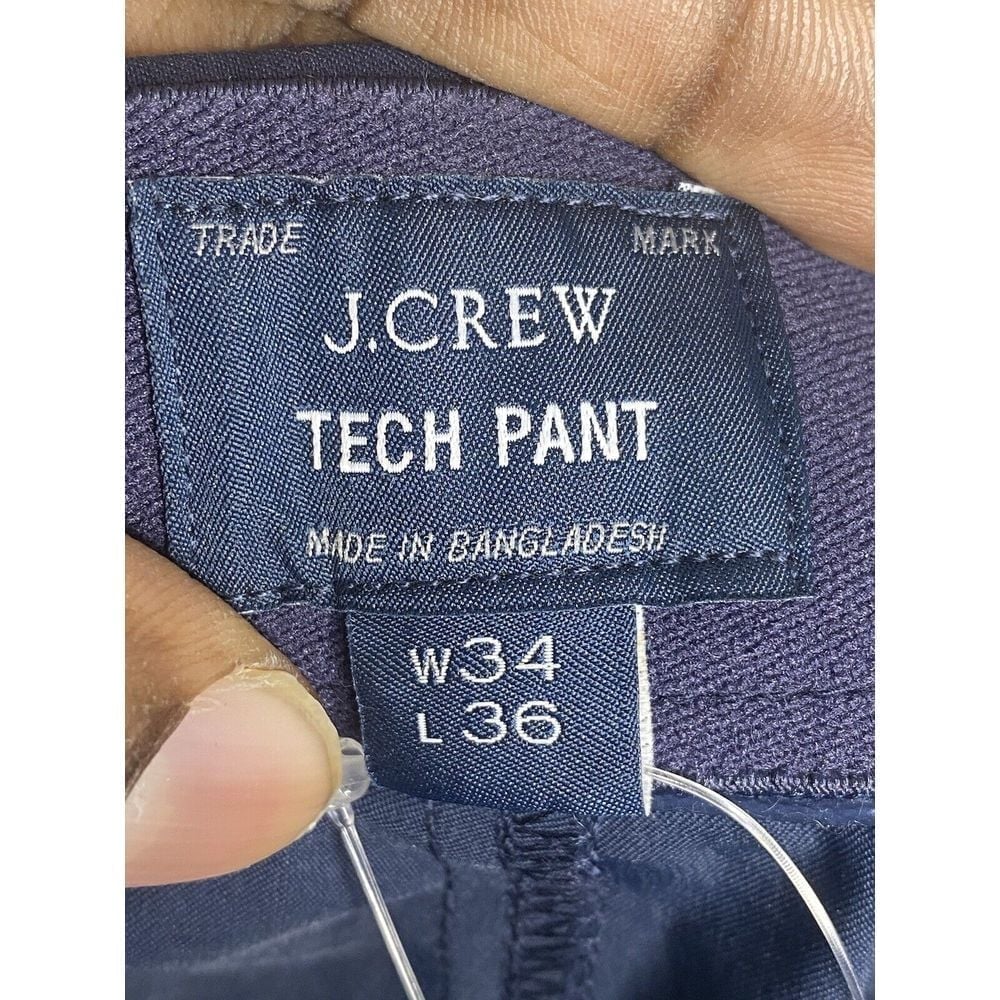 TRADE MARK
J.CREW
TECH PANT
MADE IN BANGLADESH
W34
L36